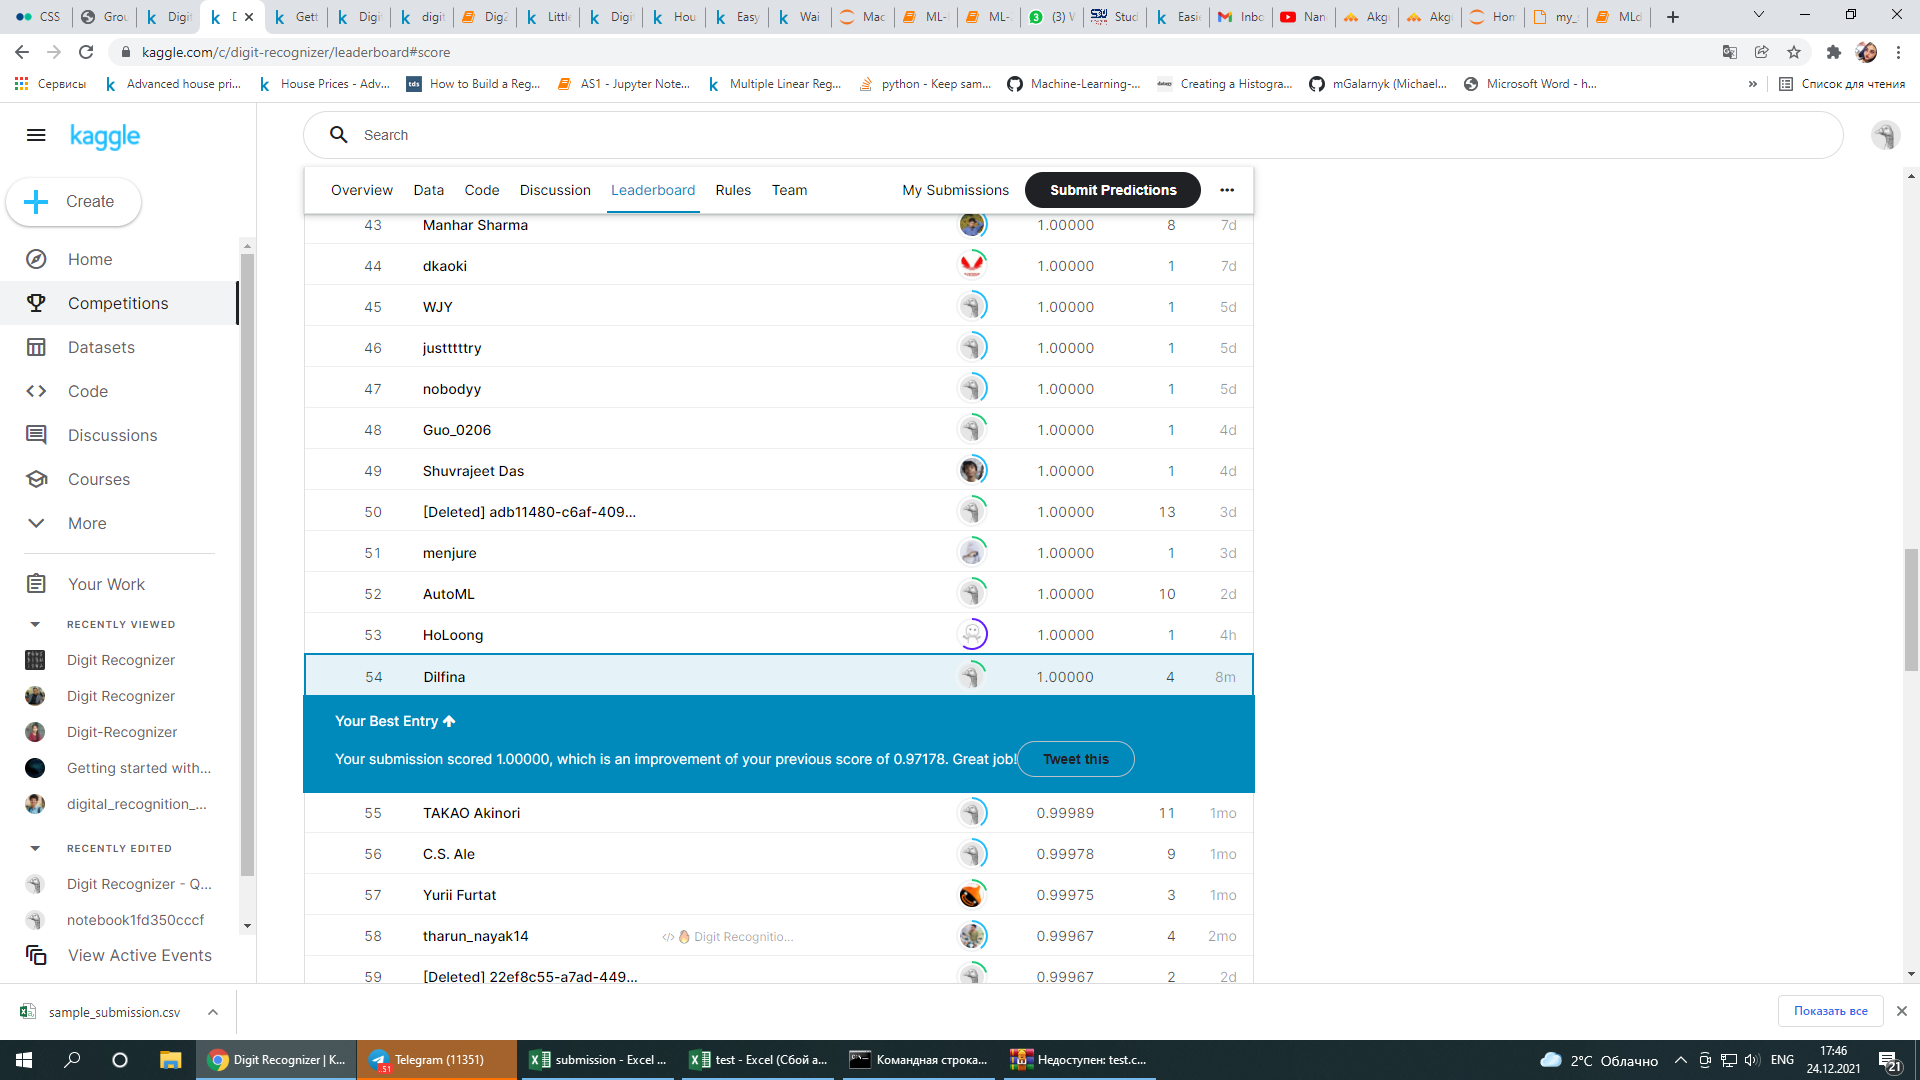 CSS
Grou
Digit
D
Gett
Digi
digit
Dig2
Little
Digi
Hou
Easy
Wai
Mac
ML-
ML-
(3) W
Stud
Easie
Inbo
Nan
Akg
Akg
Hon
my_
MLd
kaggle.com/c/digit-recognizer/leaderboard#score
Сервисы
Advanced house pri...
House Prices - Adv...
How to Build a Reg...
AS1 - Jupyter Note...
Multiple Linear Reg...
python - Keep sam...
Machine-Learning-...
Creating a Histogra...
mGalarnyk (Michael...
Microsoft Word - h...
»
Список для чтения
kaggle
Search
Create
Home
Competitions
Datasets
Code
Discussions
Courses
More
Your Work
RECENTLY VIEWED
Digit Recognizer
Digit Recognizer
Digit-Recognizer
Getting started with...
digital_recognition_...
RECENTLY EDITED
Digit Recognizer - Q...
notebook1fd350cccf
View Active Events
Overview Data Code Discussion Leaderboard Rules Team My Submissions Submit Predictions
43 Manhar Sharma 1.00000 8 7d
44 dkaoki 1.00000 1 7d
45 WJY 1.00000 1 5d
46 justttttry 1.00000 1 5d
47 nobodyy 1.00000 1 5d
48 Guo_0206 1.00000 1 4d
49 Shuvrajeet Das 1.00000 1 4d
50 [Deleted] adb11480-c6af-409... 1.00000 13 3d
51 menjure 1.00000 1 3d
52 AutoML 1.00000 10 2d
53 HoLoong 1.00000 1 4h
54 Dilfina 1.00000 4 8m
Your Best Entry
Your submission scored 1.00000, which is an improvement of your previous score of 0.97178. Great job!
Tweet this
55 TAKAO Akinori 0.99989 11 1mo
56 C.S. Ale 0.99978 9 1mo
57 Yurii Furtat 0.99975 3 1mo
58 tharun_nayak14 Digit Recognitio... 0.99967 4 2mo
59 [Deleted] 22ef8c55-a7ad-449... 0.99967 2 2d
sample_submission.csv
Показать все
Digit Recognizer | K...
Telegram (11351)
submission - Excel ...
test - Excel (Сбой а...
Командная строка...
Недоступен: test.c...
2°C Облачно
ENG
17:46
24.12.2021
21